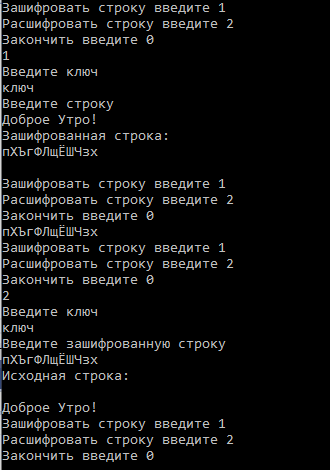 Зашифровать строку введите 1
Расшифровать строку введите 2
Закончить введите 0
1
Введите ключ
ключ
Введите строку
Доброе Утро!
Зашифрованная строка:
пХЪгФЛщЁШЧзх
Зашифровать строку введите 1
Расшифровать строку введите 2
Закончить введите 0
пХЪгФЛщЁШЧзх
Зашифровать строку введите 1
Расшифровать строку введите 2
Закончить введите 0
2
Введите ключ
ключ
Введите зашифрованную строку
пХЪгФЛщЁШЧзх
Исходная строка:
Доброе Утро!
Зашифровать строку введите 1
Расшифровать строку введите 2
Закончить введите 0